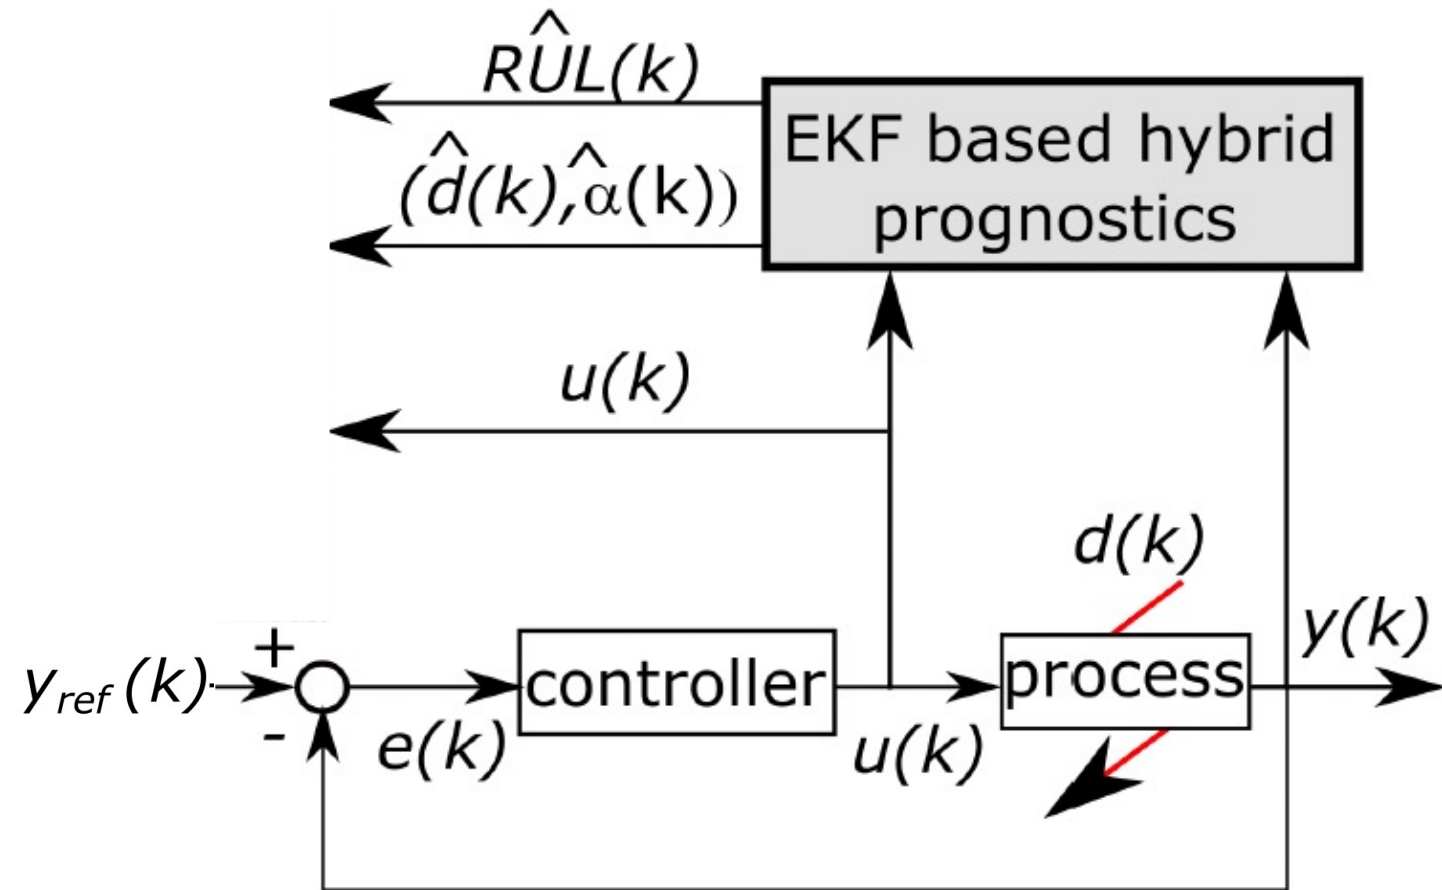 RÛL(k)
EKF based hybrid
prognostics
(d̂(k),α̂(k))
u(k)
d(k)
y(k)
+
y_ref (k)
controller
process
-
e(k)
u(k)